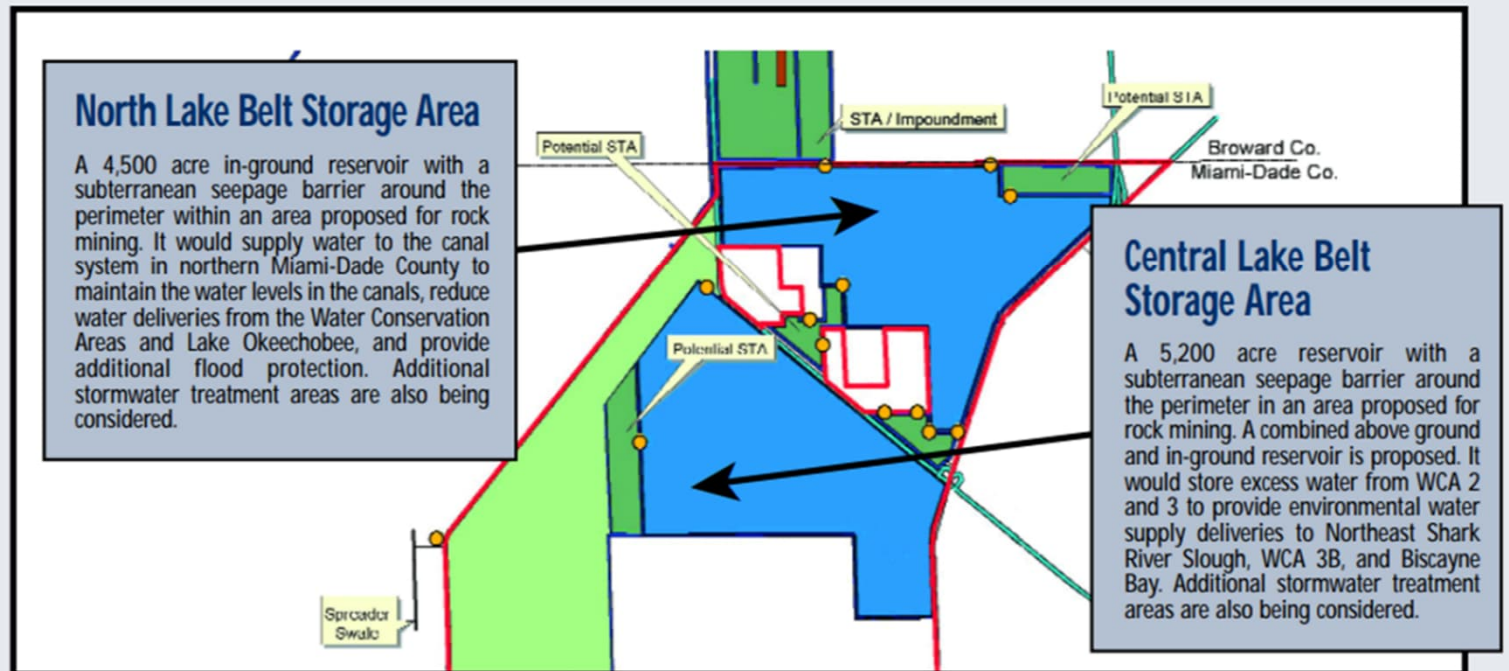 North Lake Belt Storage Area
A 4,500 acre in-ground reservoir with a
subterranean seepage barrier around the
perimeter within an area proposed for rock
mining. It would supply water to the canal
system in northern Miami-Dade County to
maintain the water levels in the canals, reduce
water deliveries from the Water Conservation
Areas and Lake Okeechobee, and provide
additional flood protection. Additional
stormwater treatment areas are also being
considered.
Potential STA
STA / Impoundment
Potential STA
Broward Co.
Miami-Dade Co.
Potential STA
Spreader
Swale
Central Lake Belt
Storage Area
A 5,200 acre reservoir with a
subterranean seepage barrier around
the perimeter in an area proposed for
rock mining. A combined above ground
and in-ground reservoir is proposed. It
would store excess water from WCA 2
and 3 to provide environmental water
supply deliveries to Northeast Shark
River Slough, WCA 3B, and Biscayne
Bay. Additional stormwater treatment
areas are also being considered.